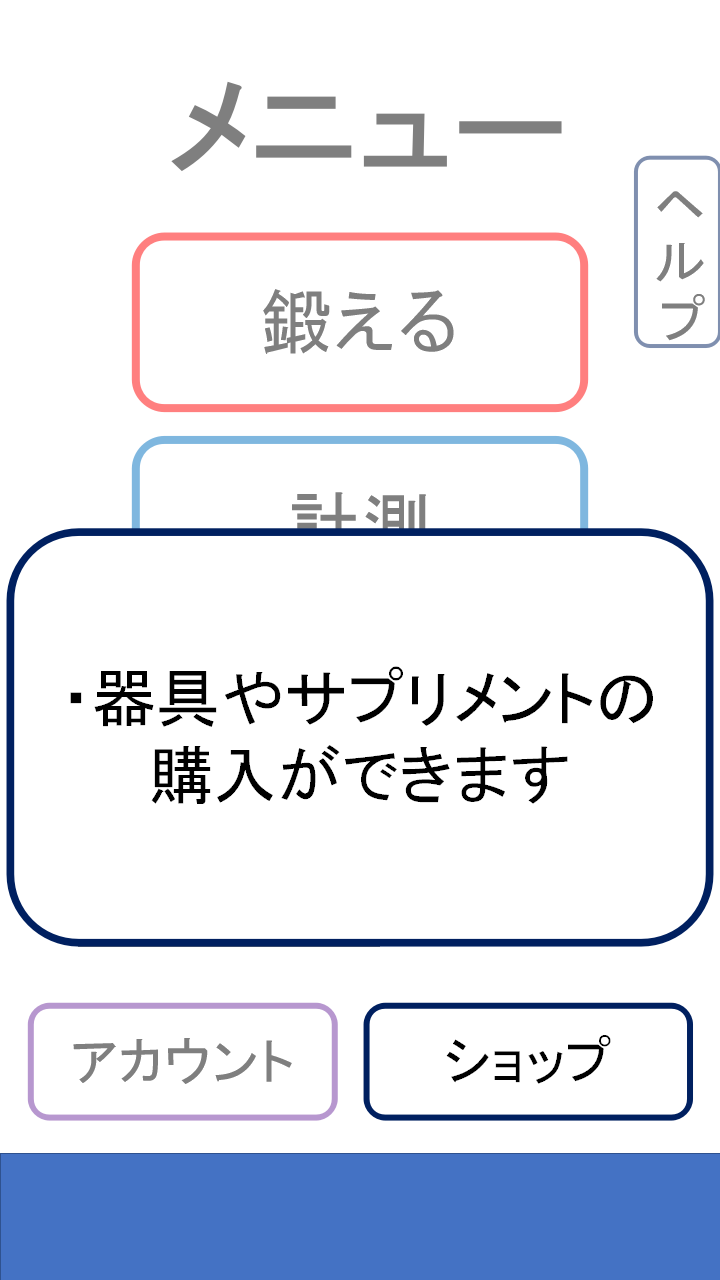 メニュー
ヘルプ
鍛える
計測
・器具やサプリメントの
購入ができます
アカウント
ショップ